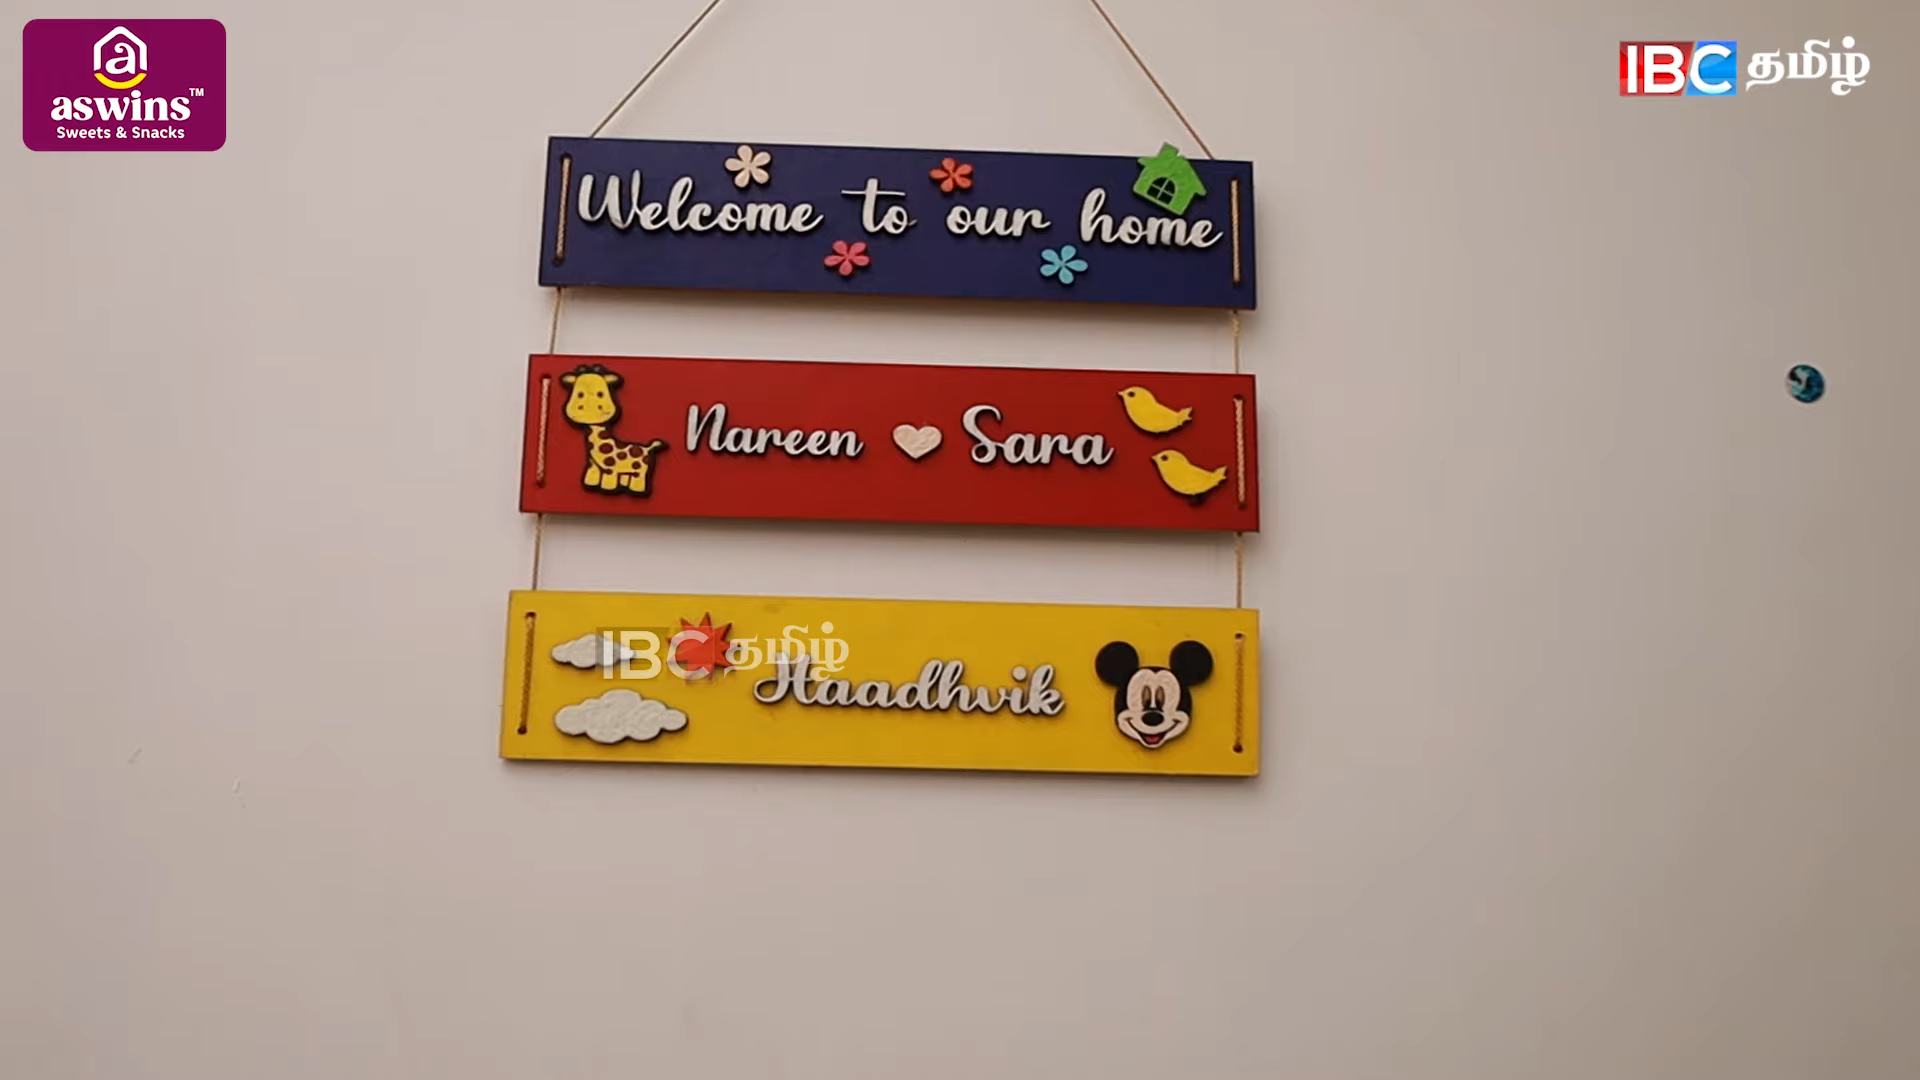 a
aswins™
Sweets & Snacks
IBC தமிழ்
Welcome to our home
Nareen Sara
IBC தமிழ்
Haadhvik